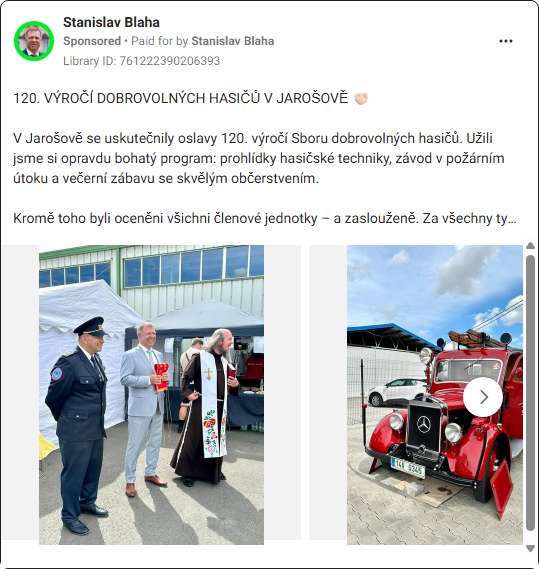 Stanislav Blaha
Sponsored • Paid for by Stanislav Blaha
Library ID: 761222390206393
120. VÝROČÍ DOBROVOLNÝCH HASIČŮ V JAROŠOVĚ
V Jarošově se uskutečnily oslavy 120. výročí Sboru dobrovolných hasičů. Užili
jsme si opravdu bohatý program: prohlídky hasičské techniky, závod v požárním
útoku a večerní zábavu se skvělým občerstvením.
Kromě toho byli oceněni všichni členové jednotky – a zaslouženě. Za všechny ty...